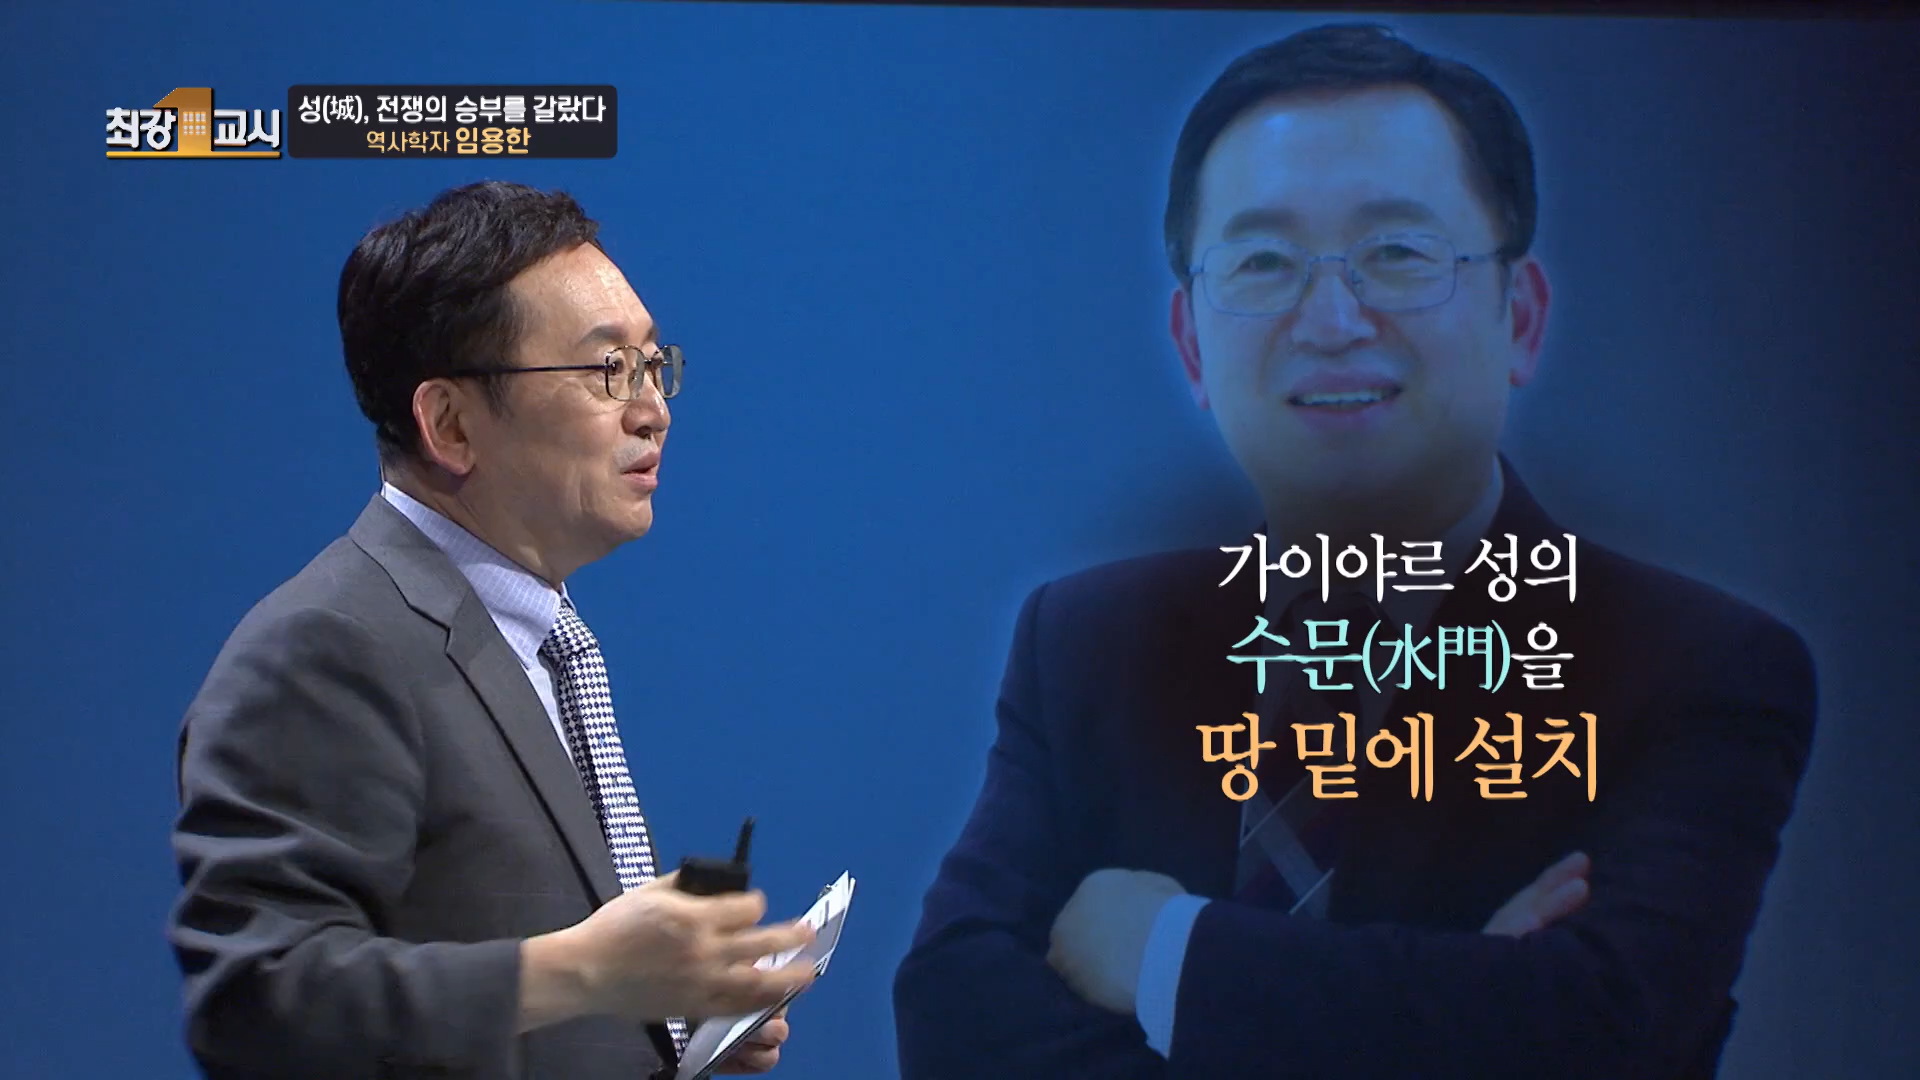 최강1교시
성(城), 전쟁의 승부를 갈랐다
역사학자 임용한
가이야르 성의
수문(水門)을
땅 밑에 설치